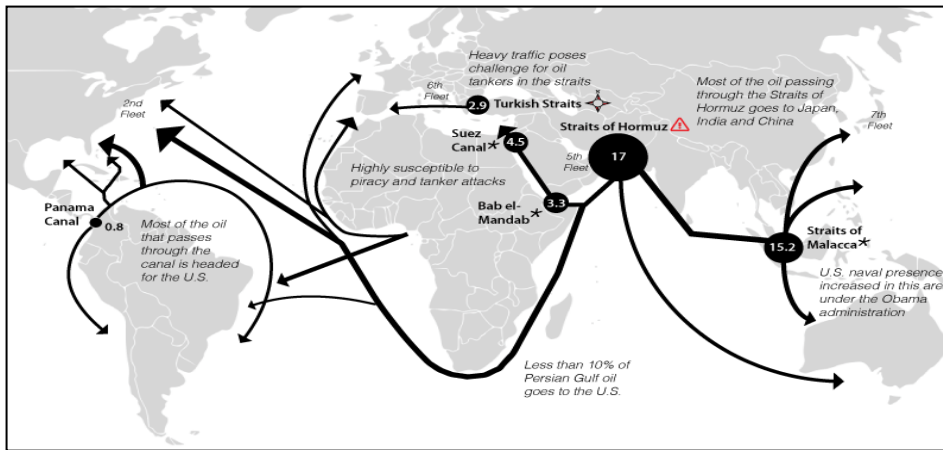 Heavy traffic poses
challenge for oil
tankers in the straits
Most of the oil passing
through the Straits of
Hormuz goes to Japan,
India and China
6th
Fleet
2nd
Fleet
7th
Fleet
2.9
Turkish Straits
N
Suez
Canal*
4.5
Straits of Hormuz
!
17
5th
Fleet
Highly susceptible to
piracy and tanker attacks
Bab el-
Mandab
*
3.3
Panama
Canal
0.8
Most of the oil
that passes
through the
canal is headed
for the U.S.
Straits of
Malacca*
15.2
U.S. naval presence
increased in this are
under the Obama
administration
Less than 10% of
Persian Gulf oil
goes to the U.S.